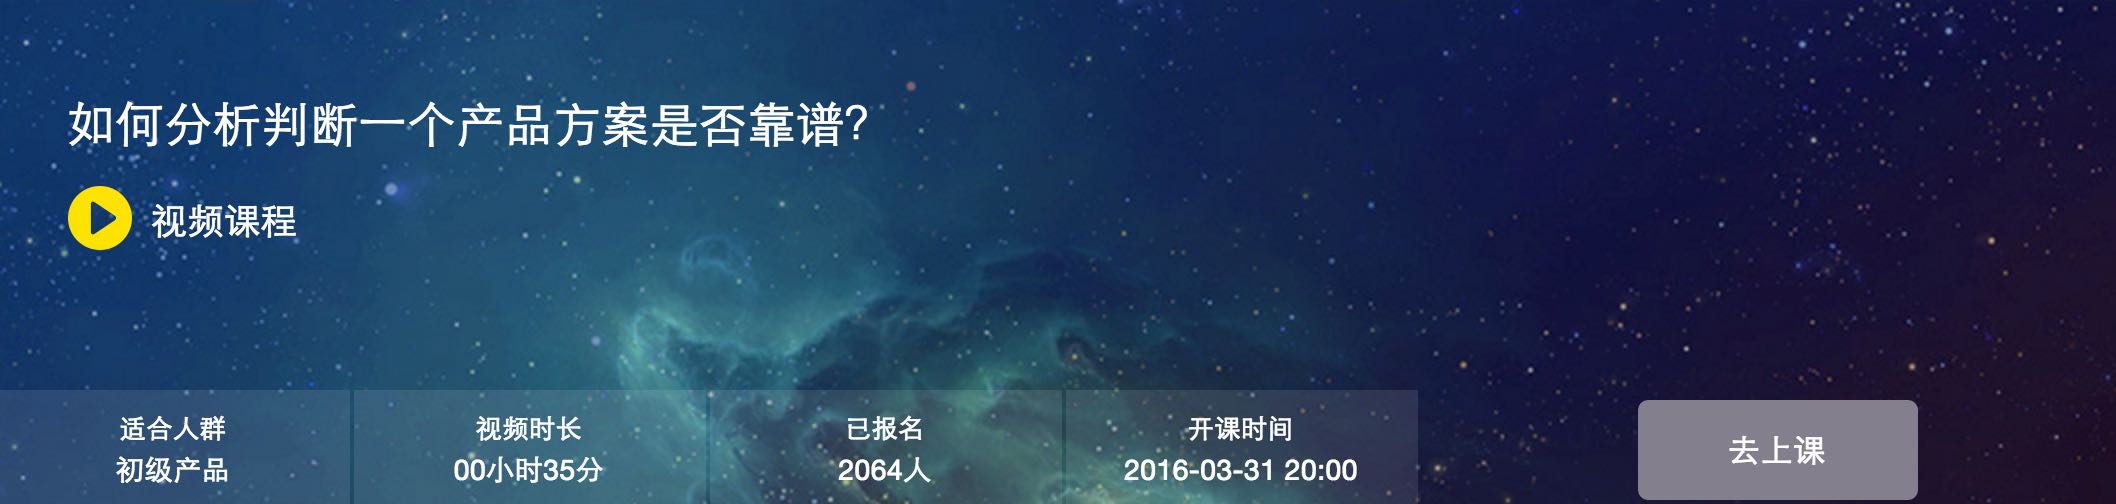 如何分析判断一个产品方案是否靠谱?
视频课程
适合人群
初级产品
视频时长
00小时35分
已报名
2064人
开课时间
2016-03-31 20:00
去上课